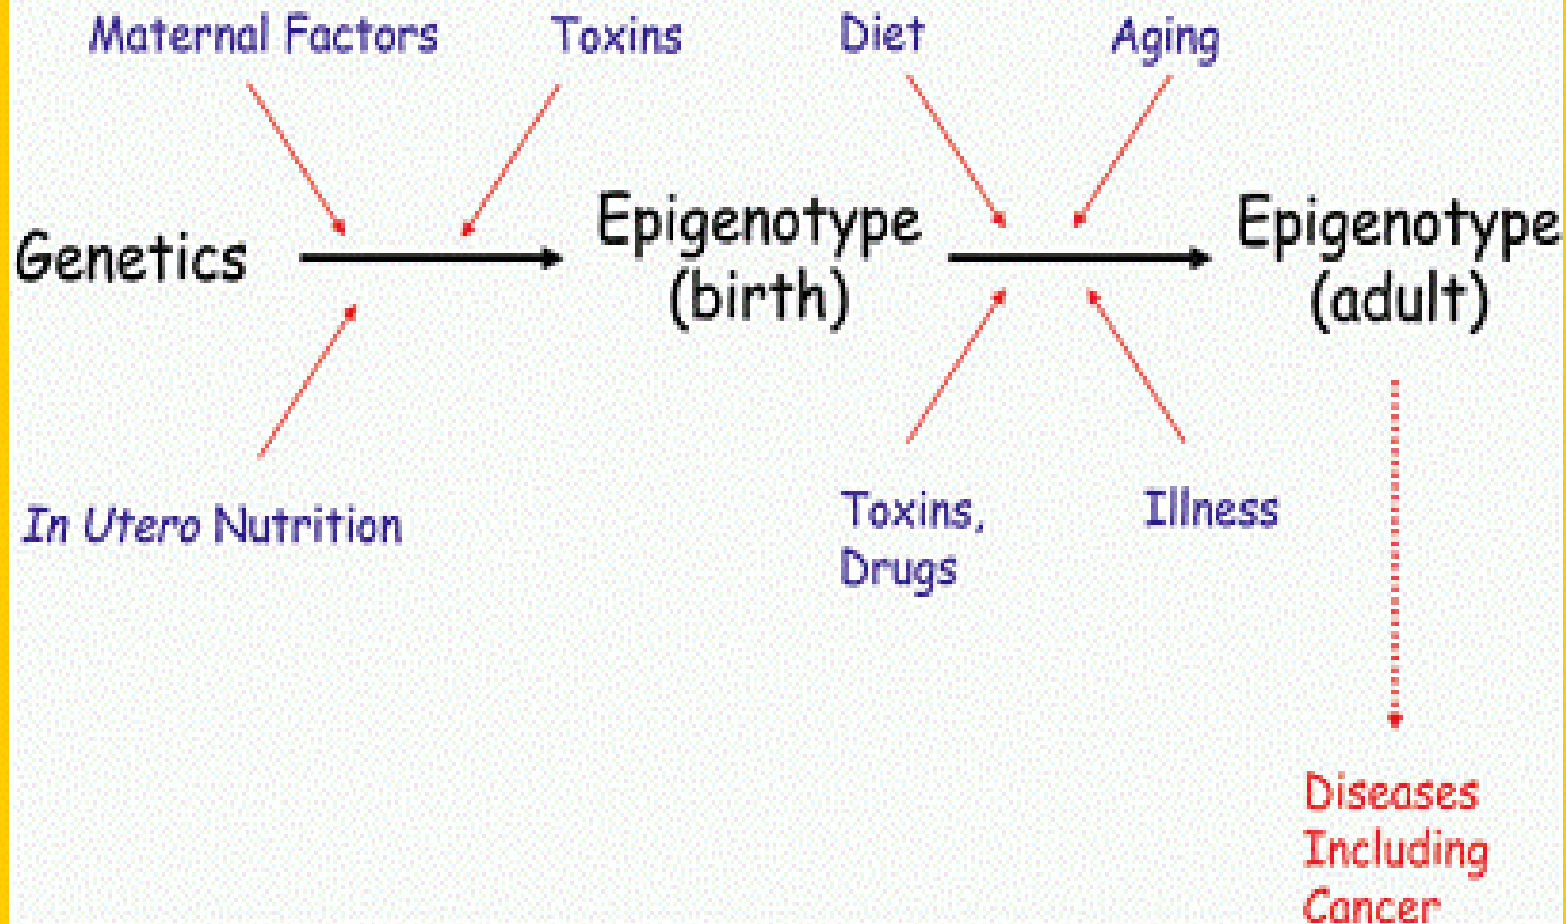 Maternal Factors
Toxins
Diet
Aging
Genetics
Epigenotype
(birth)
Epigenotype
(adult)
In Utero Nutrition
Toxins,
Drugs
Illness
Diseases
Including
Cancer